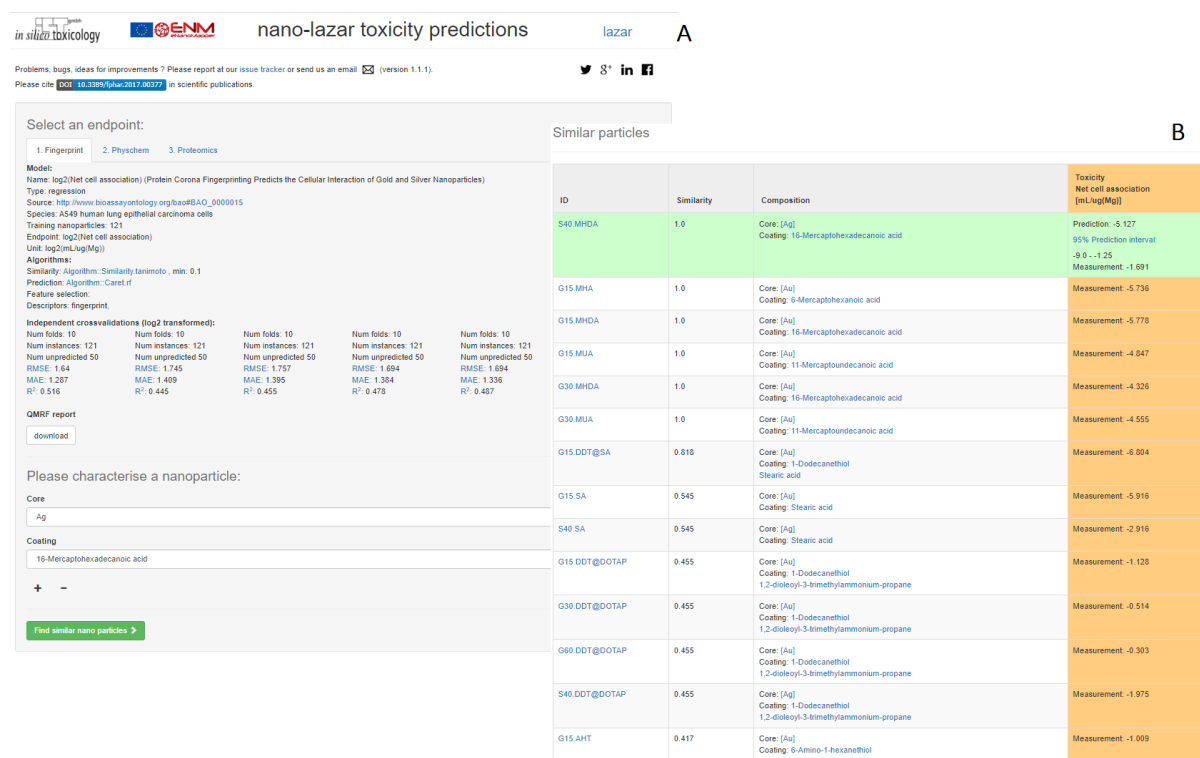 in silico toxicology
gmbh
ENM
eNanoMapper
nano-lazar toxicity predictions
lazar
A
Problems, bugs, ideas for improvements ? Please report at our issue tracker or send us an email (version 1.1.1).
Please cite DOI 10.3389/fphar.2017.00377 in scientific publications.
Select an endpoint:
1. Fingerprint 2. Physchem 3. Proteomics
Model:
Name: log2(Net cell association) (Protein Corona Fingerprinting Predicts the Cellular Interaction of Gold and Silver Nanoparticles)
Type: regression
Source: http://www.bioassayontology.org/bao#BAO_0000015
Species: A549 human lung epithelial carcinoma cells
Training nanoparticles: 121
Endpoint: log2(Net cell association)
Unit: log2(mL/ug(Mg))
Algorithms:
Similarity: Algorithm::Similarity.tanimoto , min: 0.1
Prediction: Algorithm::Caret.rf
Feature selection:
Descriptors: fingerprint,
Independent crossvalidations (log2 transformed):
Num folds: 10 Num folds: 10 Num folds: 10 Num folds: 10 Num folds: 10
Num instances: 121 Num instances: 121 Num instances: 121 Num instances: 121 Num instances: 121
Num unpredicted 50 Num unpredicted 50 Num unpredicted 50 Num unpredicted 50 Num unpredicted 50
RMSE: 1.64 RMSE: 1.745 RMSE: 1.757 RMSE: 1.694 RMSE: 1.694
MAE: 1.287 MAE: 1.409 MAE: 1.395 MAE: 1.384 MAE: 1.336
R²: 0.516 R²: 0.445 R²: 0.455 R²: 0.478 R²: 0.487
QMRF report
download
Please characterise a nanoparticle:
Core
Ag
Coating
16-Mercaptohexadecanoic acid
+ −
Find similar nano particles
Similar particles
B
ID Similarity Composition Toxicity
Net cell association
[mL/ug(Mg)]
S40.MHDA 1.0 Core: [Ag] Prediction: -5.127
Coating: 16-Mercaptohexadecanoic acid 95% Prediction interval:
-9.0 - -1.25
Measurement: -1.691
G15.MHA 1.0 Core: [Au] Measurement: -5.736
Coating: 6-Mercaptohexanoic acid
G15.MHDA 1.0 Core: [Au] Measurement: -5.778
Coating: 16-Mercaptohexadecanoic acid
G15.MUA 1.0 Core: [Au] Measurement: -4.847
Coating: 11-Mercaptoundecanoic acid
G30.MHDA 1.0 Core: [Au] Measurement: -4.326
Coating: 16-Mercaptohexadecanoic acid
G30.MUA 1.0 Core: [Au] Measurement: -4.555
Coating: 11-Mercaptoundecanoic acid
G15.DDT@SA 0.818 Core: [Au] Measurement: -6.804
Coating: 1-Dodecanethiol
Stearic acid
G15.SA 0.545 Core: [Au] Measurement: -5.916
Coating: Stearic acid
S40.SA 0.545 Core: [Ag] Measurement: -2.916
Coating: Stearic acid
G15.DDT@DOTAP 0.455 Core: [Au] Measurement: -1.128
Coating: 1-Dodecanethiol
1,2-dioleoyl-3-trimethylammonium-propane
G30.DDT@DOTAP 0.455 Core: [Au] Measurement: -0.514
Coating: 1-Dodecanethiol
1,2-dioleoyl-3-trimethylammonium-propane
G60.DDT@DOTAP 0.455 Core: [Au] Measurement: -0.303
Coating: 1-Dodecanethiol
1,2-dioleoyl-3-trimethylammonium-propane
S40.DDT@DOTAP 0.455 Core: [Ag] Measurement: -1.975
Coating: 1-Dodecanethiol
1,2-dioleoyl-3-trimethylammonium-propane
G15.AHT 0.417 Core: [Au] Measurement: -1.009
Coating: 6-Amino-1-hexanethiol